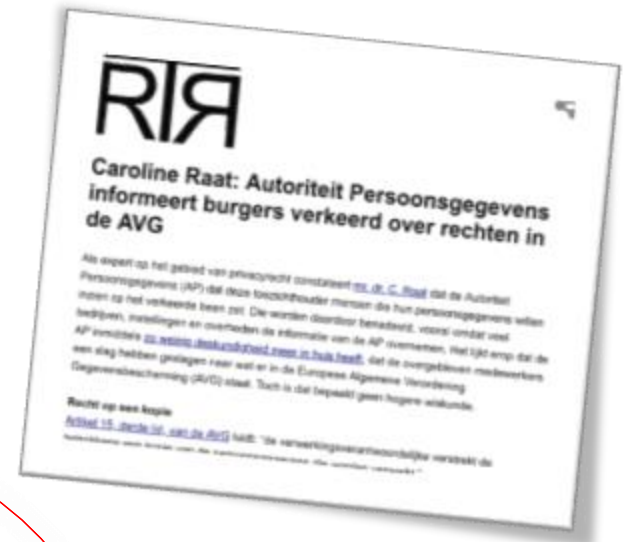 RTR
Caroline Raat: Autoriteit Persoonsgegevens
informeert burgers verkeerd over rechten in
de AVG
Als expert op het gebied van privacyrecht constateert mr. dr. C. Raat dat de Autoriteit
Persoonsgegevens (AP) dat deze toezichthouder mensen die hun persoonsgegevens willen
inzien op het verkeerde been zet. Die worden daardoor benadeeld, vooral omdat veel
bedrijven, instellingen en overheden de informatie van de AP overnemen. Het lijkt erop dat de
AP inmiddels zo weinig deskundigheid meer in huis heeft, dat de overgebleven medewerkers
een slag hebben geslagen naar wat er in de Europese Algemene Verordening
Gegevensbescherming (AVG) staat. Toch is dat bepaald geen hogere wiskunde.
Recht op een kopie
Artikel 15, derde lid, van de AVG luidt: "de verwerkingsverantwoordelijke verstrekt de